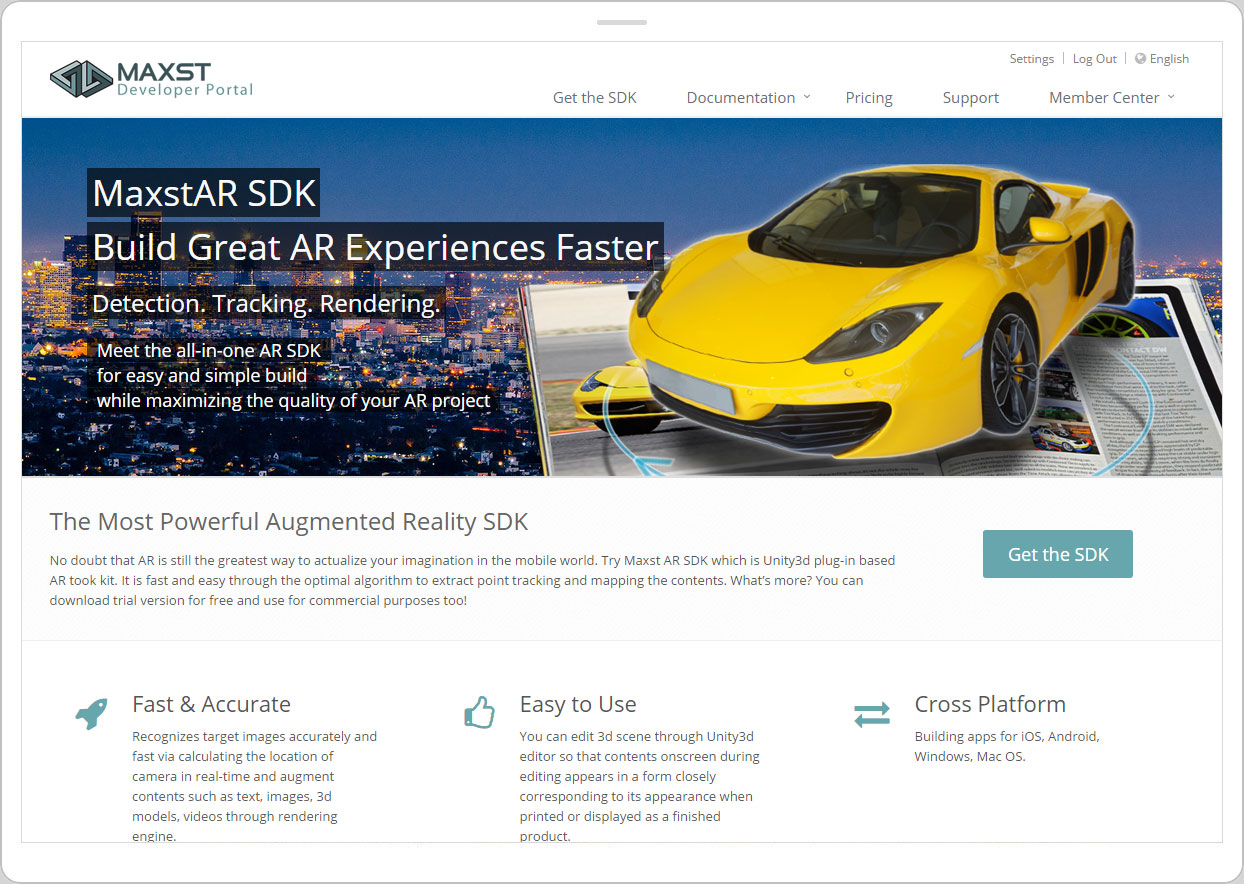 MAXST
Developer Portal
Settings
Log Out
English
Get the SDK
Documentation
Pricing
Support
Member Center
MaxstAR SDK
Build Great AR Experiences Faster
Detection. Tracking. Rendering.
Meet the all-in-one AR SDK
for easy and simple build
while maximizing the quality of your AR project
The Most Powerful Augmented Reality SDK
No doubt that AR is still the greatest way to actualize your imagination in the mobile world. Try Maxst AR SDK which is Unity3d plug-in based
AR took kit. It is fast and easy through the optimal algorithm to extract point tracking and mapping the contents. What's more? You can
download trial version for free and use for commercial purposes too!
Get the SDK
Fast & Accurate
Recognizes target images accurately and
fast via calculating the location of
camera in real-time and augment
contents such as text, images, 3d
models, videos through rendering
engine.
Easy to Use
You can edit 3d scene through Unity3d
editor so that contents onscreen during
editing appears in a form closely
corresponding to its appearance when
printed or displayed as a finished
product.
Cross Platform
Building apps for iOS, Android,
Windows, Mac OS.